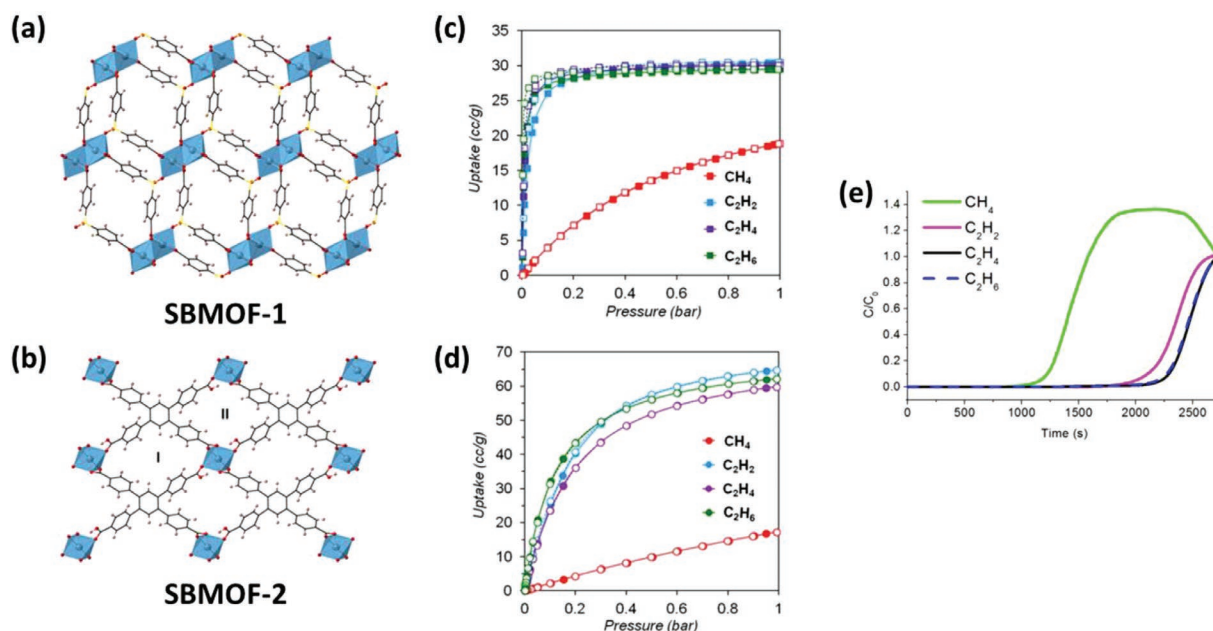 (a)
SBMOF-1
(b)
I
II
SBMOF-2
(c)
Uptake (cc/g)
35
30
25
20
15
10
5
0
CH₄
C₂H₂
C₂H₄
C₂H₆
0 0.2 0.4 0.6 0.8 1
Pressure (bar)
(d)
Uptake (cc/g)
70
60
50
40
30
20
10
0
CH₄
C₂H₂
C₂H₄
C₂H₆
0 0.2 0.4 0.6 0.8 1
Pressure (bar)
(e)
C/C₀
1.4
1.2
1.0
0.8
0.6
0.4
0.2
0.0
CH₄
C₂H₂
C₂H₄
C₂H₆
0 500 1000 1500 2000 2500
Time (s)